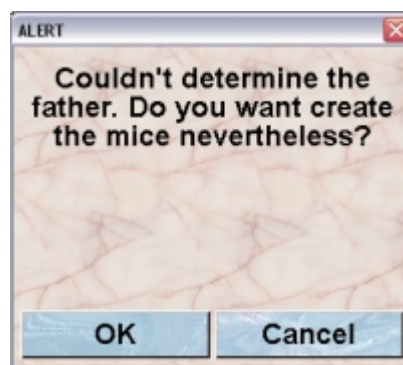 ALERT
Couldn't determine the
father. Do you want create
the mice nevertheless?
OK
Cancel